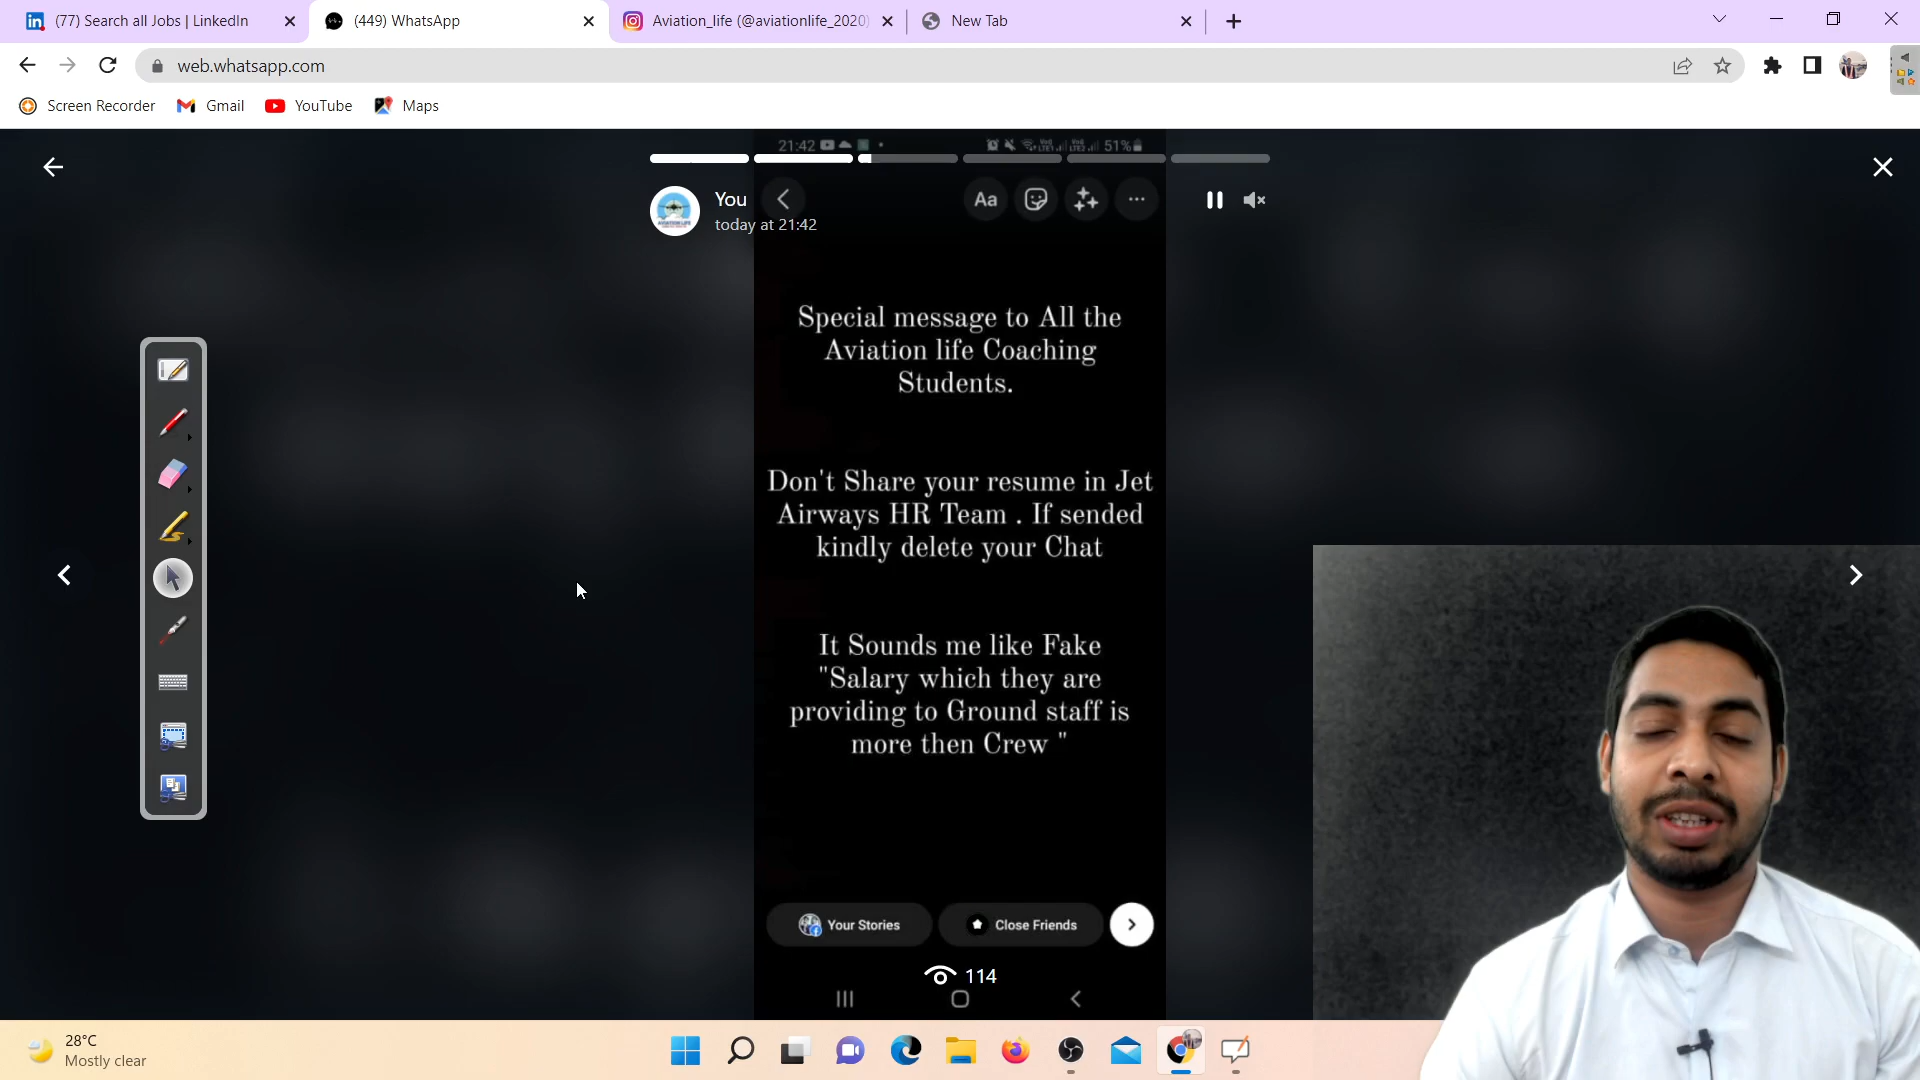 (77) Search all Jobs | LinkedIn
(449) WhatsApp
Aviation_life (@aviationlife_2020)
New Tab
web.whatsapp.com
Screen Recorder
Gmail
YouTube
Maps
21:42
51%
You
today at 21:42
Aa
Special message to All the
Aviation life Coaching
Students.
Don't Share your resume in Jet
Airways HR Team . If sended
kindly delete your Chat
It Sounds me like Fake
"Salary which they are
providing to Ground staff is
more then Crew "
Your Stories
Close Friends
114
28°C
Mostly clear